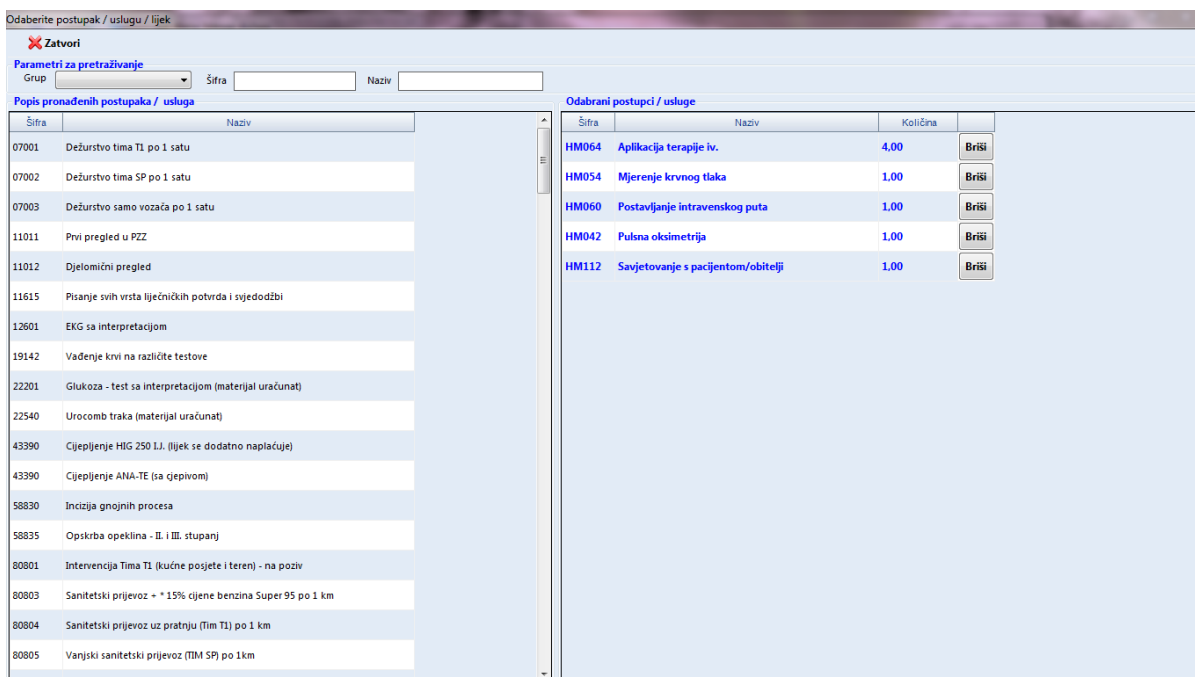 Odaberite postupak / uslugu / lijek
Zatvori
Parametri za pretraživanje
Grup Šifra Naziv
Popis pronađenih postupaka / usluga
Šifra Naziv
07001 Dežurstvo tima T1 po 1 satu
07002 Dežurstvo tima SP po 1 satu
07003 Dežurstvo samo vozača po 1 satu
11011 Prvi pregled u PZZ
11012 Djelomični pregled
11615 Pisanje svih vrsta liječničkih potvrda i svjedodžbi
12601 EKG sa interpretacijom
19142 Vađenje krvi na različite testove
22201 Glukoza - test sa interpretacijom (materijal uračunat)
22540 Urocomb traka (materijal uračunat)
43390 Cijepljenje HIG 250 I.J. (lijek se dodatno naplaćuje)
43390 Cijepljenje ANA-TE (sa cjepivom)
58830 Incizija gnojnih procesa
58835 Opskrba opeklina - II. i III. stupanj
80801 Intervencija Tima T1 (kućne posjete i teren) - na poziv
80803 Sanitetski prijevoz + * 15% cijene benzina Super 95 po 1 km
80804 Sanitetski prijevoz uz pratnju (Tim T1) po 1 km
80805 Vanjski sanitetski prijevoz (TIM SP) po 1km
Odabrani postupci / usluge
Šifra Naziv Količina
HM064 Aplikacija terapije iv. 4,00 Briši
HM054 Mjerenje krvnog tlaka 1,00 Briši
HM060 Postavljanje intravenskog puta 1,00 Briši
HM042 Pulsna oksimetrija 1,00 Briši
HM112 Savjetovanje s pacijentom/obitelji 1,00 Briši